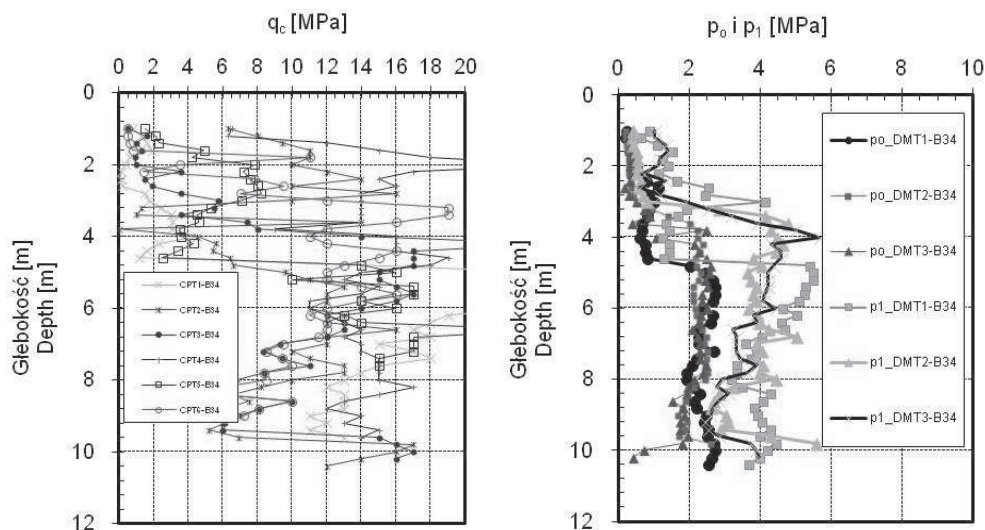 q_c [MPa]
0 2 4 6 8 10 12 14 16 18 20
0
2
4
6
8
10
12
Głebokość [m]
Depth [m]
CPT1-B34
CPT2-B34
CPT3-B34
CPT4-B34
CPT5-B34
CPT6-B34
p_o i p_1 [MPa]
0 2 4 6 8 10
0
2
4
6
8
10
12
Głebokość [m]
Depth [m]
po_DMT1-B34
po_DMT2-B34
po_DMT3-B34
p1_DMT1-B34
p1_DMT2-B34
p1_DMT3-B34